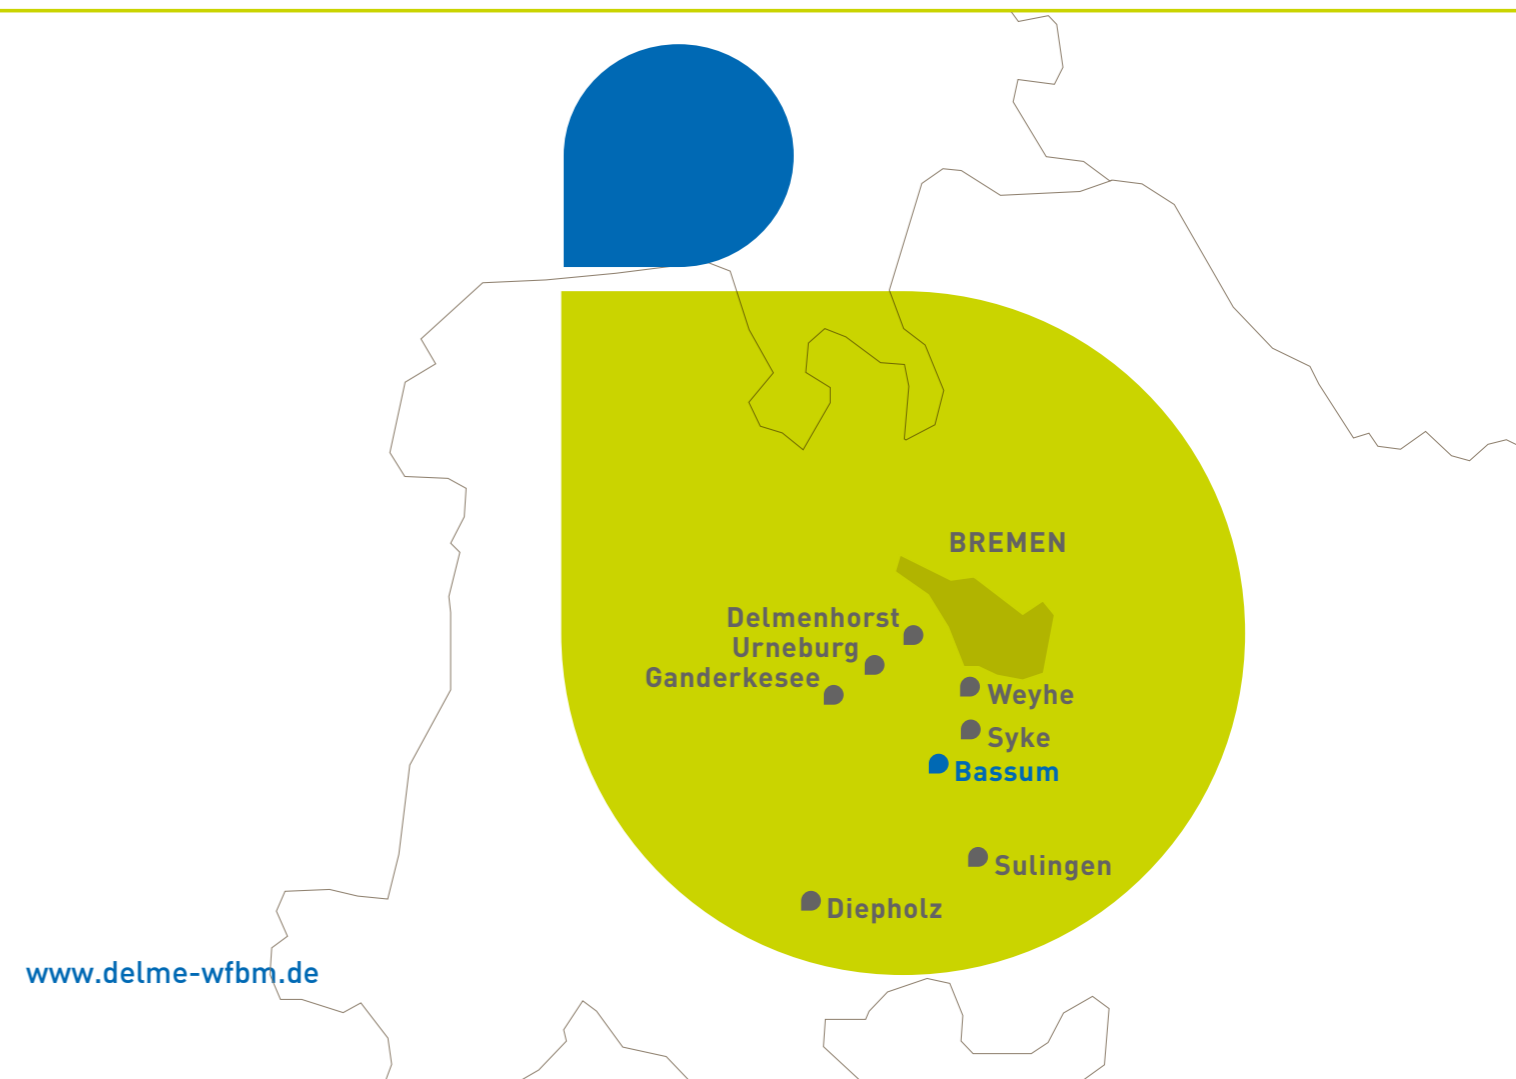 BREMEN
Delmenhorst
Urneburg
Ganderkesee
Weyhe
Syke
Bassum
Sulingen
Diepholz
www.delme-wfbm.de